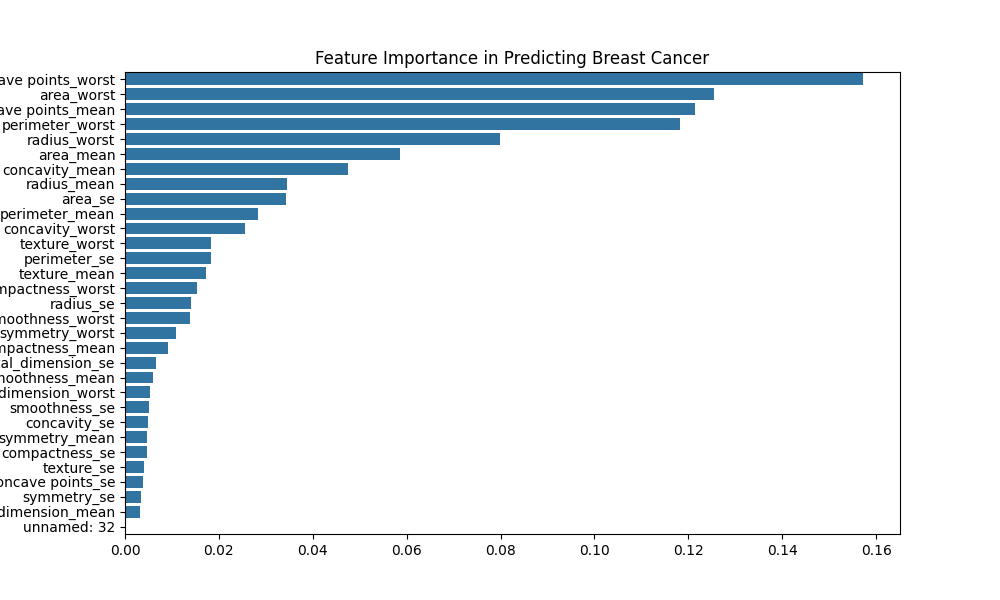 Feature Importance in Predicting Breast Cancer
ave points_worst
area_worst
ave points_mean
perimeter_worst
radius_worst
area_mean
concavity_mean
radius_mean
area_se
perimeter_mean
concavity_worst
texture_worst
perimeter_se
texture_mean
mpactness_worst
radius_se
moothness_worst
symmetry_worst
mpactness_mean
al_dimension_se
moothness_mean
dimension_worst
smoothness_se
concavity_se
symmetry_mean
compactness_se
texture_se
oncave points_se
symmetry_se
dimension_mean
unnamed: 32
0.00 0.02 0.04 0.06 0.08 0.10 0.12 0.14 0.16